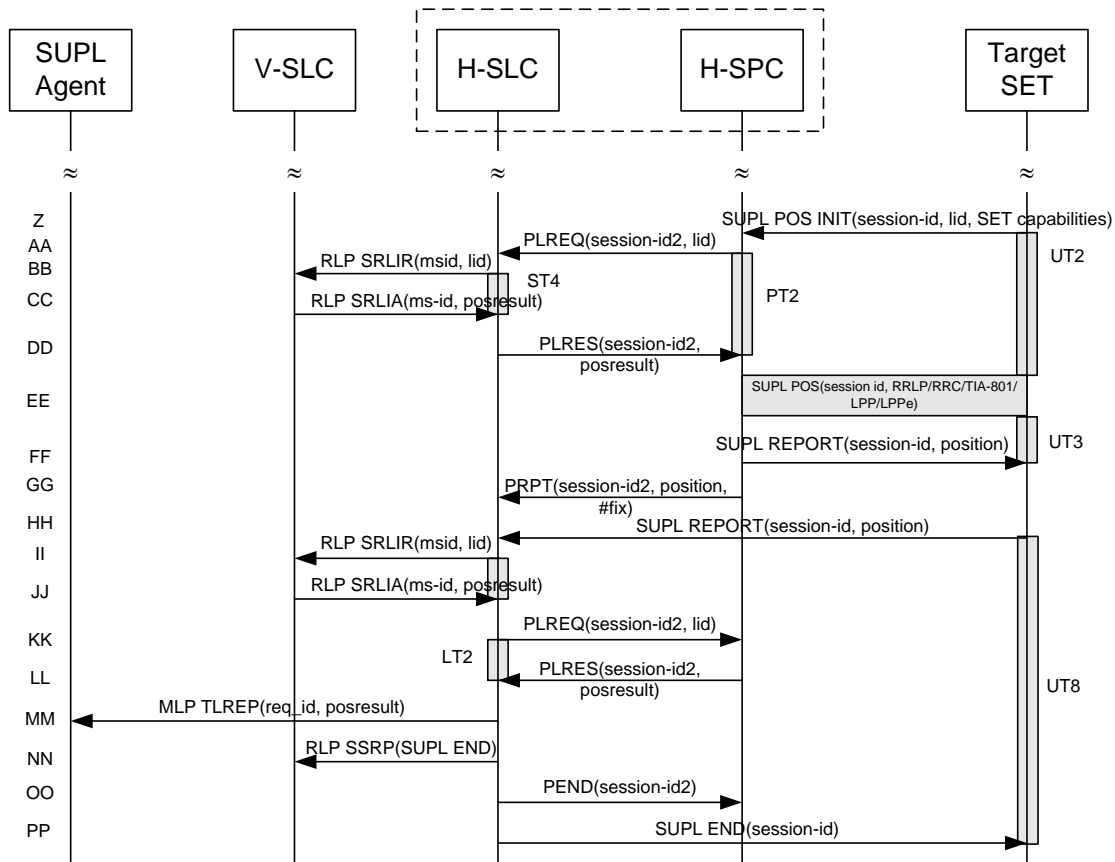 SUPL
Agent
V-SLC
H-SLC
H-SPC
Target
SET
≈ ≈ ≈ ≈ ≈
Z
SUPL POS INIT(session-id, lid, SET capabilities)
AA
PLREQ(session-id2, lid)
UT2
BB
RLP SRLIR(msid, lid)
ST4
PT2
CC
RLP SRLIA(ms-id, posresult)
DD
PLRES(session-id2,
posresult)
EE
SUPL POS(session id, RRLP/RRC/TIA-801/
LPP/LPPe)
FF
SUPL REPORT(session-id, position)
UT3
GG
PRPT(session-id2, position,
#fix)
HH
SUPL REPORT(session-id, position)
II
RLP SRLIR(msid, lid)
JJ
RLP SRLIA(ms-id, posresult)
KK
PLREQ(session-id2, lid)
LT2
LL
PLRES(session-id2,
posresult)
UT8
MM
MLP TLREP(req_id, posresult)
NN
RLP SSRP(SUPL END)
OO
PEND(session-id2)
PP
SUPL END(session-id)